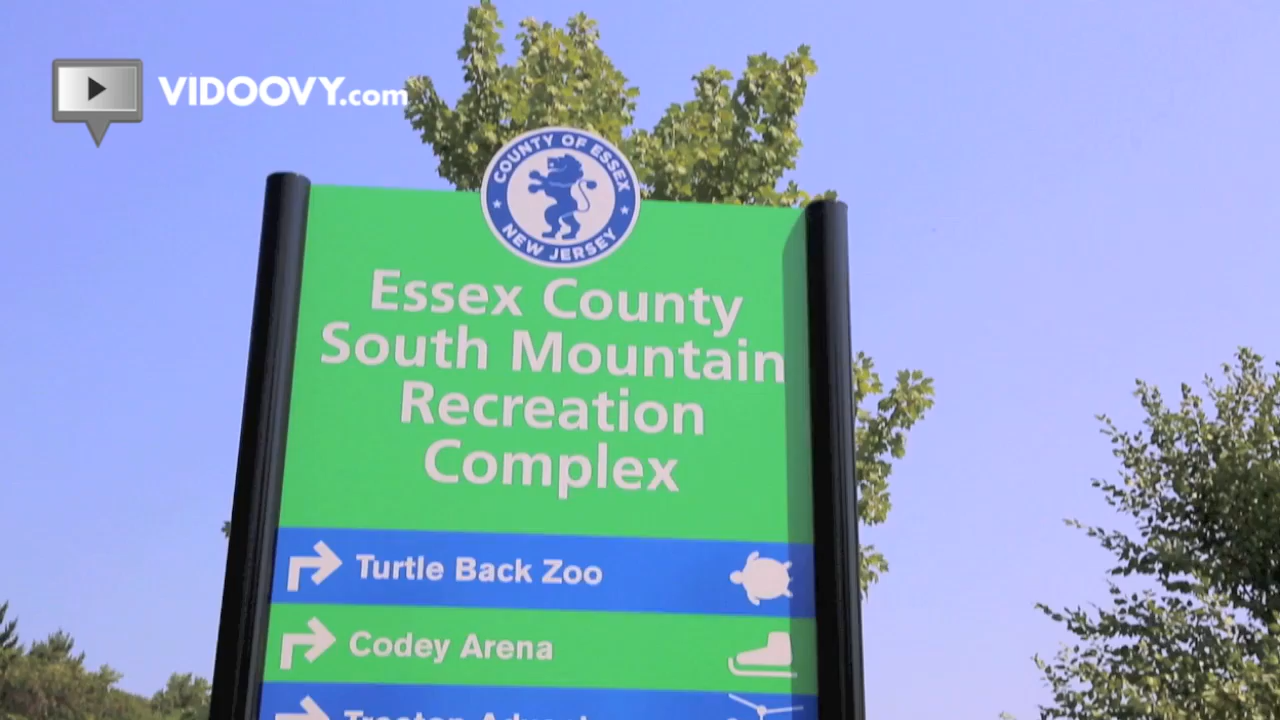 VIDOOVY.com
COUNTY OF ESSEX
NEW JERSEY
Essex County
South Mountain
Recreation
Complex
Turtle Back Zoo
Codey Arena